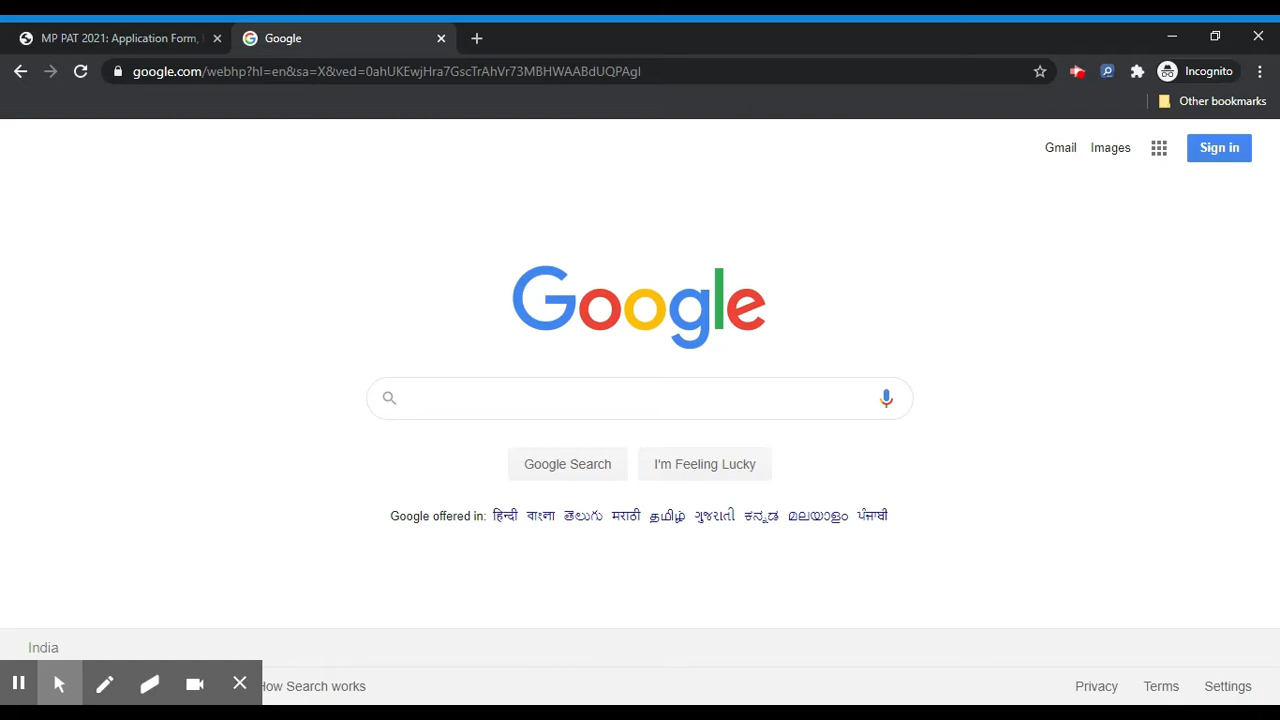 MP PAT 2021: Application Form,
Google
google.com/webhp?hl=en&sa=X&ved=0ahUKEwjHra7GscTrAhVr73MBHWAABdUQPAgI
Incognito
Other bookmarks
Gmail Images Sign in
Google
Google Search I'm Feeling Lucky
Google offered in: हिन्दी বাংলা తెలుగు मराठी தமிழ் ગુજરાતી ಕನ್ನಡ മലയാളം ਪੰਜਾਬੀ
India
How Search works Privacy Terms Settings